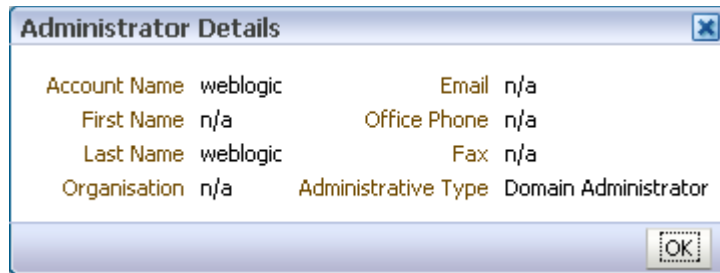 Administrator Details
Account Name weblogic Email n/a
First Name n/a Office Phone n/a
Last Name weblogic Fax n/a
Organisation n/a Administrative Type Domain Administrator
OK